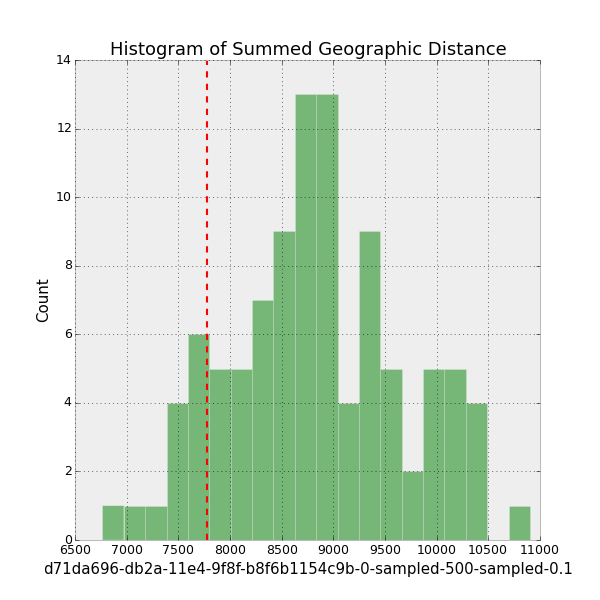 Histogram of Summed Geographic Distance
14
12
10
8
6
4
2
0
Count
6500 7000 7500 8000 8500 9000 9500 10000 10500 11000
d71da696-db2a-11e4-9f8f-b8f6b1154c9b-0-sampled-500-sampled-0.1